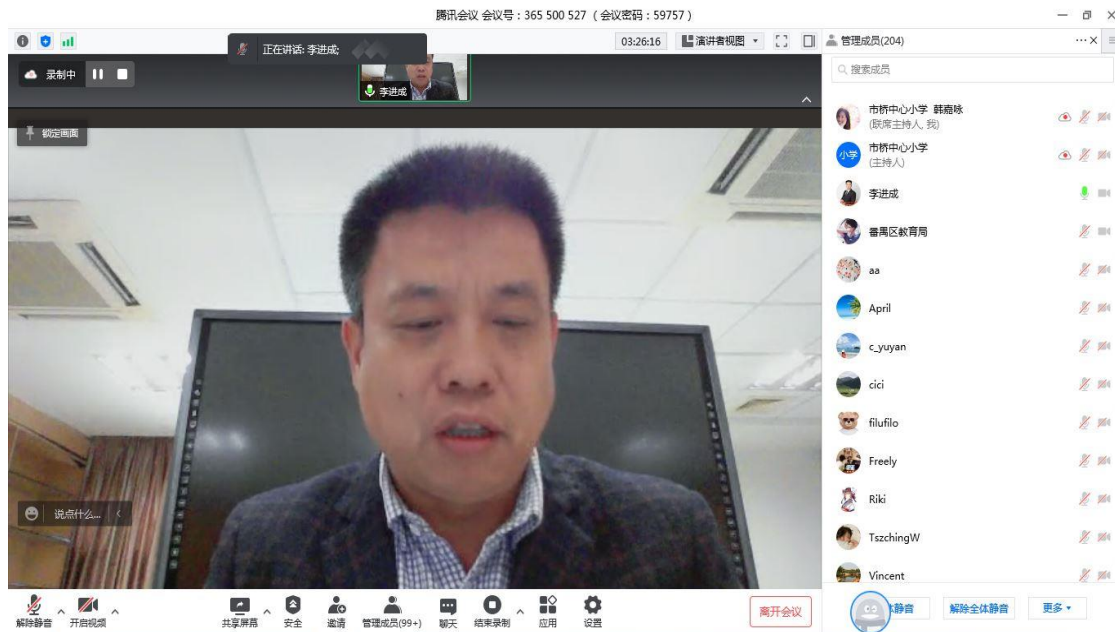 腾讯会议 会议号：365 500 527 （会议密码：59757）
正在讲话: 李进成;
03:26:16
演讲者视图
管理成员(204)
录制中
李进成
搜索成员
锁定画面
市桥中心小学 韩嘉咏
(联席主持人, 我)
小学
市桥中心小学
(主持人)
李进成
番禺区教育局
aa
April
c_yuyan
cici
filufilo
Freely
Riki
TszchingW
Vincent
说点什么...
解除静音
开启视频
共享屏幕
安全
邀请
管理成员(99+)
聊天
结束录制
应用
设置
离开会议
体静音
解除全体静音
更多